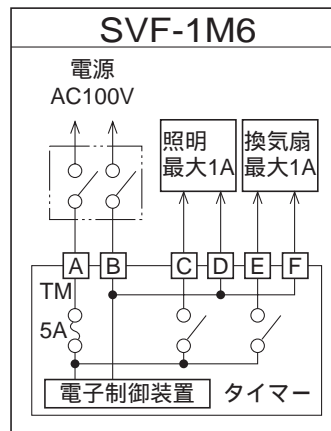 SVF-1M6
電源
AC100V
照明
最大1A
換気扇
最大1A
A B C D E F
TM
5A
電子制御装置 タイマー